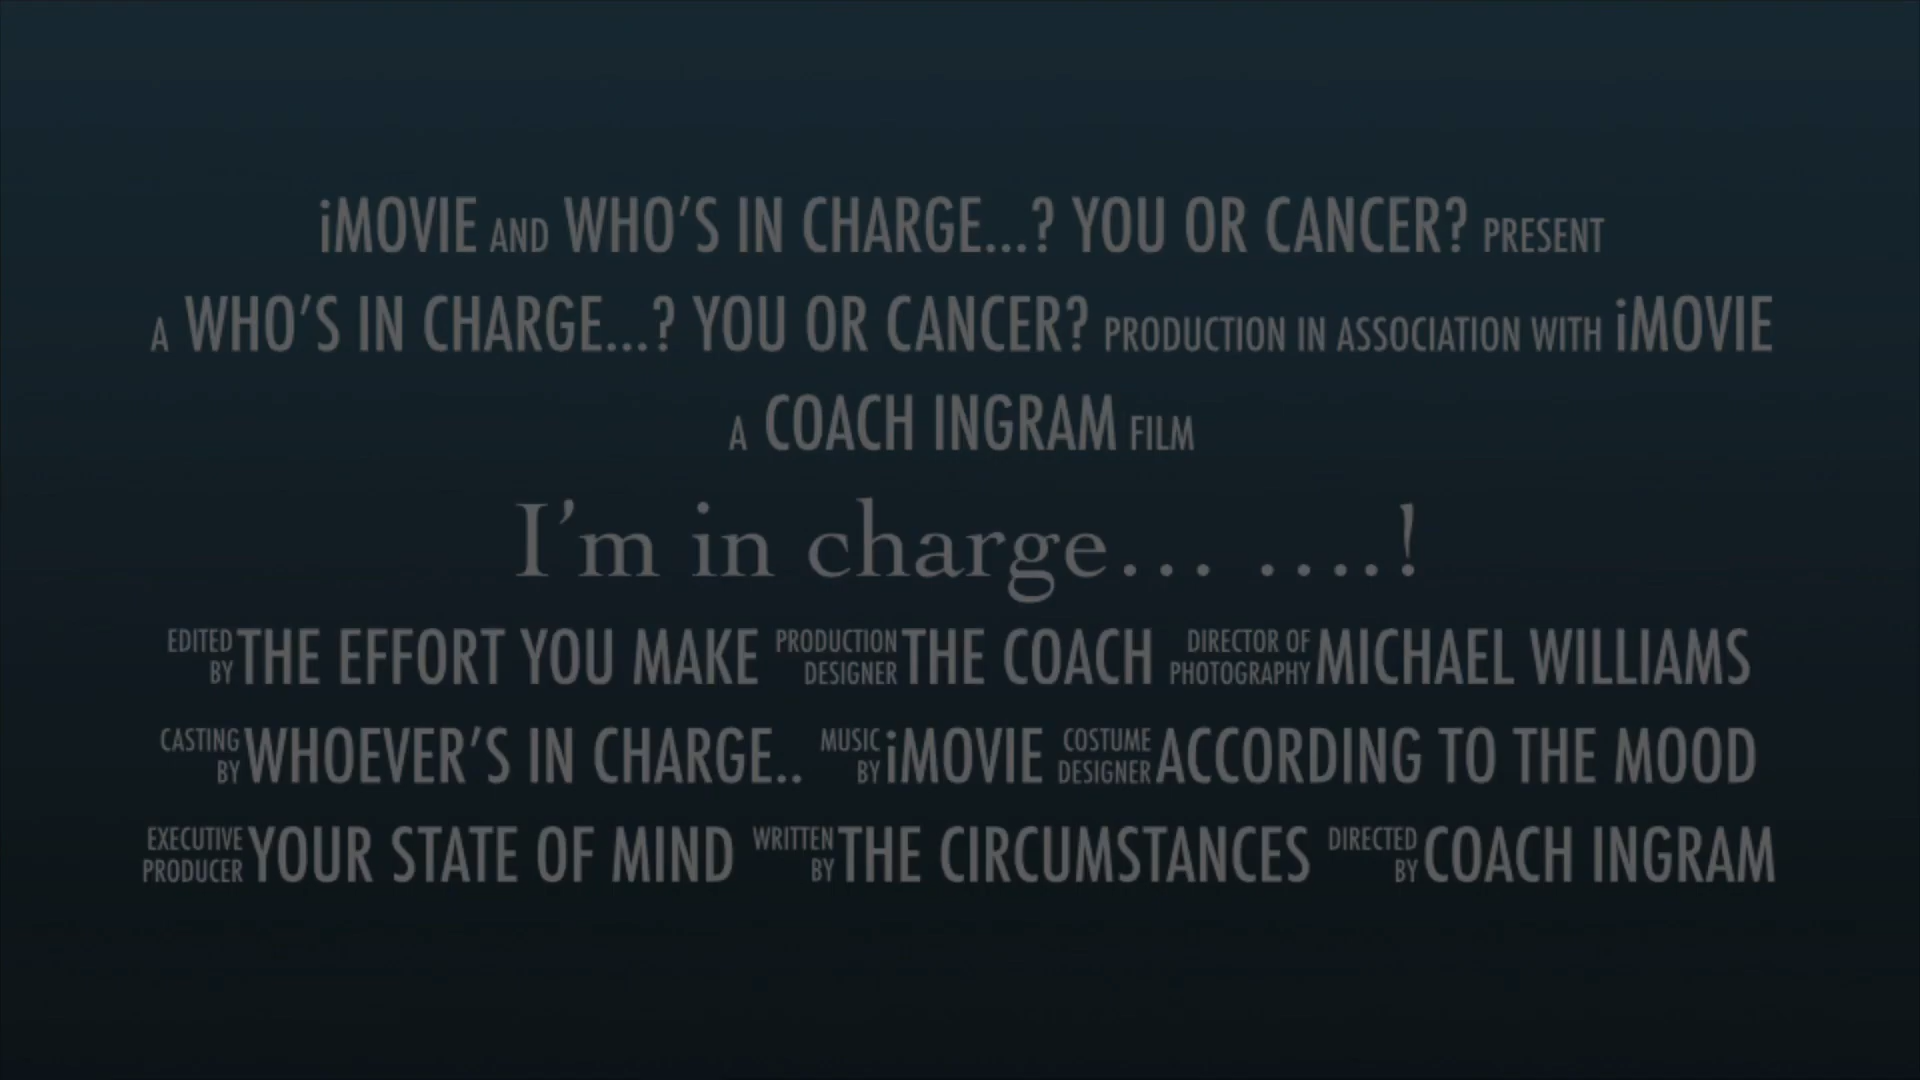 iMOVIE AND WHO'S IN CHARGE...? YOU OR CANCER? PRESENT
A WHO'S IN CHARGE...? YOU OR CANCER? PRODUCTION IN ASSOCIATION WITH iMOVIE
A COACH INGRAM FILM
I'm in charge... ....!
EDITED BY THE EFFORT YOU MAKE PRODUCTION DESIGNER THE COACH DIRECTOR OF PHOTOGRAPHY MICHAEL WILLIAMS
CASTING BY WHOEVER'S IN CHARGE.. MUSIC BY iMOVIE COSTUME DESIGNER ACCORDING TO THE MOOD
EXECUTIVE PRODUCER YOUR STATE OF MIND WRITTEN BY THE CIRCUMSTANCES DIRECTED BY COACH INGRAM